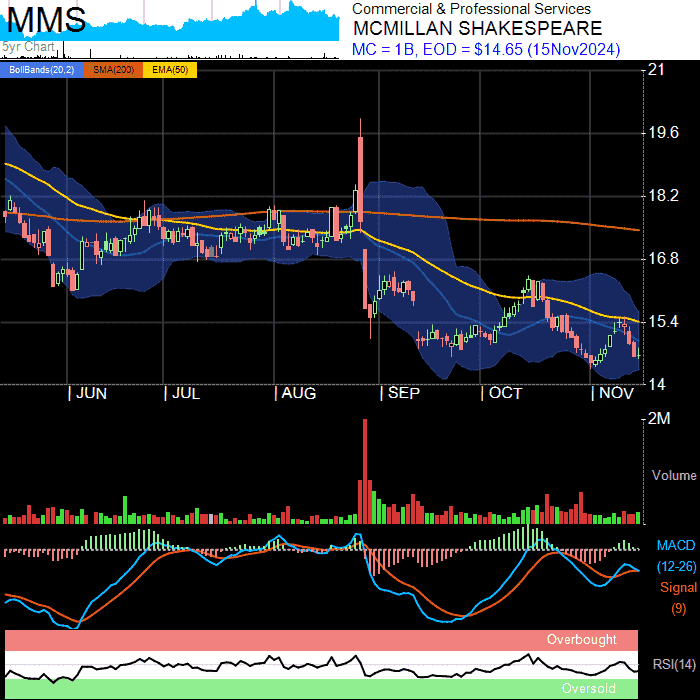 MMS
5yr Chart
Commercial & Professional Services
MCMILLAN SHAKESPEARE
MC = 1B, EOD = $14.65 (15Nov2024)
BollBands(20,2) SMA(200) EMA(50)
21
19.6
18.2
16.8
15.4
14
JUN JUL AUG SEP OCT NOV
2M
Volume
MACD
(12-26)
Signal
(9)
Overbought
RSI(14)
Oversold